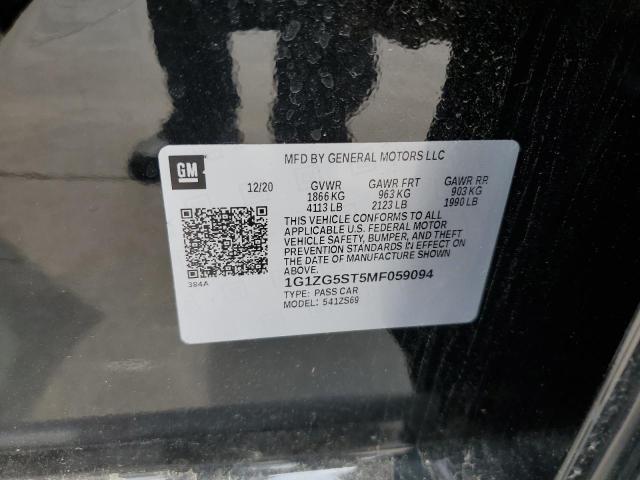 GM
MFD BY GENERAL MOTORS LLC
12/20 GVWR GAWR FRT GAWR RR
1866 KG 963 KG 903 KG
4113 LB 2123 LB 1990 LB
THIS VEHICLE CONFORMS TO ALL
APPLICABLE U.S. FEDERAL MOTOR
VEHICLE SAFETY, BUMPER, AND THEFT
PREVENTION STANDARDS IN EFFECT ON
THE DATE OF MANUFACTURE SHOWN ABOVE.
1G1ZG5ST5MF059094
384A
TYPE: PASS CAR
MODEL: 541ZS69